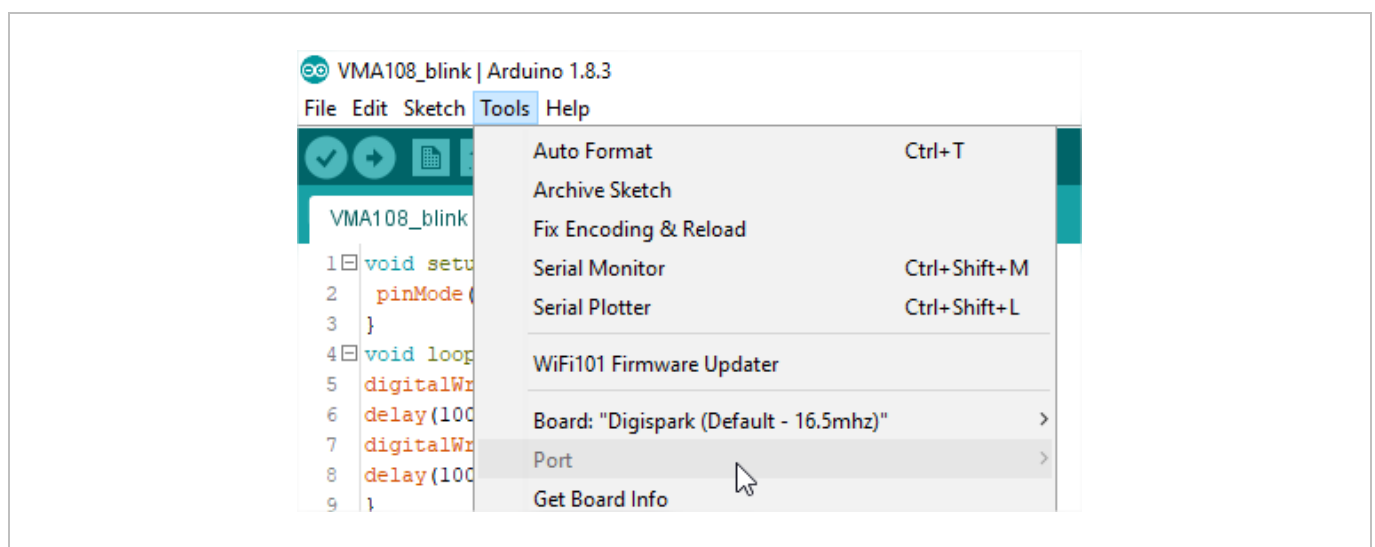 VMA108_blink | Arduino 1.8.3
File Edit Sketch Tools Help
Auto Format Ctrl+T
Archive Sketch
VMA108_blink
Fix Encoding & Reload
1 void setu
Serial Monitor Ctrl+Shift+M
2 pinMode(
Serial Plotter Ctrl+Shift+L
3 }
4 void loop
WiFi101 Firmware Updater
5 digitalWr
6 delay(100
Board: "Digispark (Default - 16.5mhz)" >
7 digitalWr
Port >
8 delay(100
Get Board Info
9 }